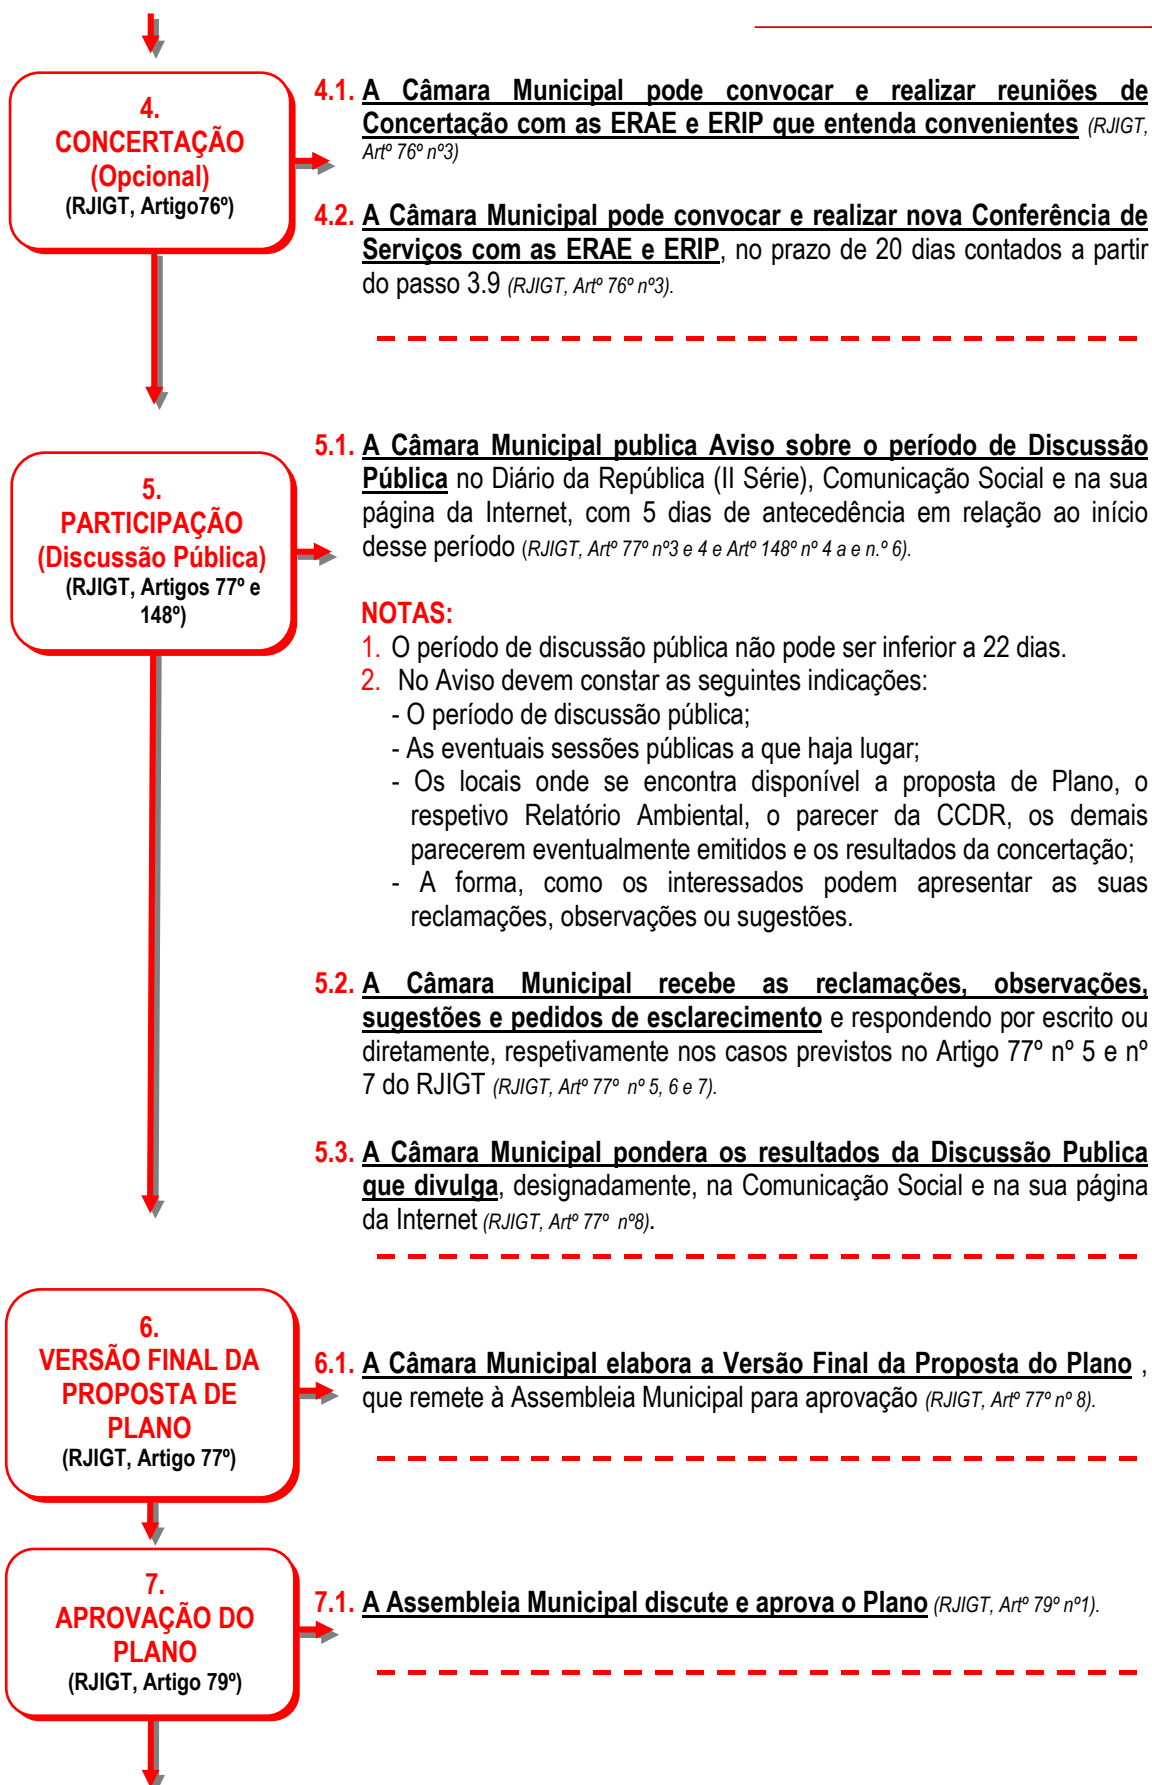 4.
CONCERTAÇÃO
(Opcional)
(RJIGT, Artigo76º)
4.1. A Câmara Municipal pode convocar e realizar reuniões de
Concertação com as ERAE e ERIP que entenda convenientes (RJIGT,
Artº 76º nº3)
4.2. A Câmara Municipal pode convocar e realizar nova Conferência de
Serviços com as ERAE e ERIP, no prazo de 20 dias contados a partir
do passo 3.9 (RJIGT, Artº 76º nº3).
5.
PARTICIPAÇÃO
(Discussão Pública)
(RJIGT, Artigos 77º e
148º)
5.1. A Câmara Municipal publica Aviso sobre o período de Discussão
Pública no Diário da República (II Série), Comunicação Social e na sua
página da Internet, com 5 dias de antecedência em relação ao início
desse período (RJIGT, Artº 77º nº3 e 4 e Artº 148º nº 4 a e n.º 6).
NOTAS:
1. O período de discussão pública não pode ser inferior a 22 dias.
2. No Aviso devem constar as seguintes indicações:
- O período de discussão pública;
- As eventuais sessões públicas a que haja lugar;
- Os locais onde se encontra disponível a proposta de Plano, o
respetivo Relatório Ambiental, o parecer da CCDR, os demais
parecerem eventualmente emitidos e os resultados da concertação;
- A forma, como os interessados podem apresentar as suas
reclamações, observações ou sugestões.
5.2. A Câmara Municipal recebe as reclamações, observações,
sugestões e pedidos de esclarecimento e respondendo por escrito ou
diretamente, respetivamente nos casos previstos no Artigo 77º nº 5 e nº
7 do RJIGT (RJIGT, Artº 77º nº 5, 6 e 7).
5.3. A Câmara Municipal pondera os resultados da Discussão Publica
que divulga, designadamente, na Comunicação Social e na sua página
da Internet (RJIGT, Artº 77º nº8).
6.
VERSÃO FINAL DA
PROPOSTA DE
PLANO
(RJIGT, Artigo 77º)
6.1. A Câmara Municipal elabora a Versão Final da Proposta do Plano ,
que remete à Assembleia Municipal para aprovação (RJIGT, Artº 77º nº 8).
7.
APROVAÇÃO DO
PLANO
(RJIGT, Artigo 79º)
7.1. A Assembleia Municipal discute e aprova o Plano (RJIGT, Artº 79º nº1).